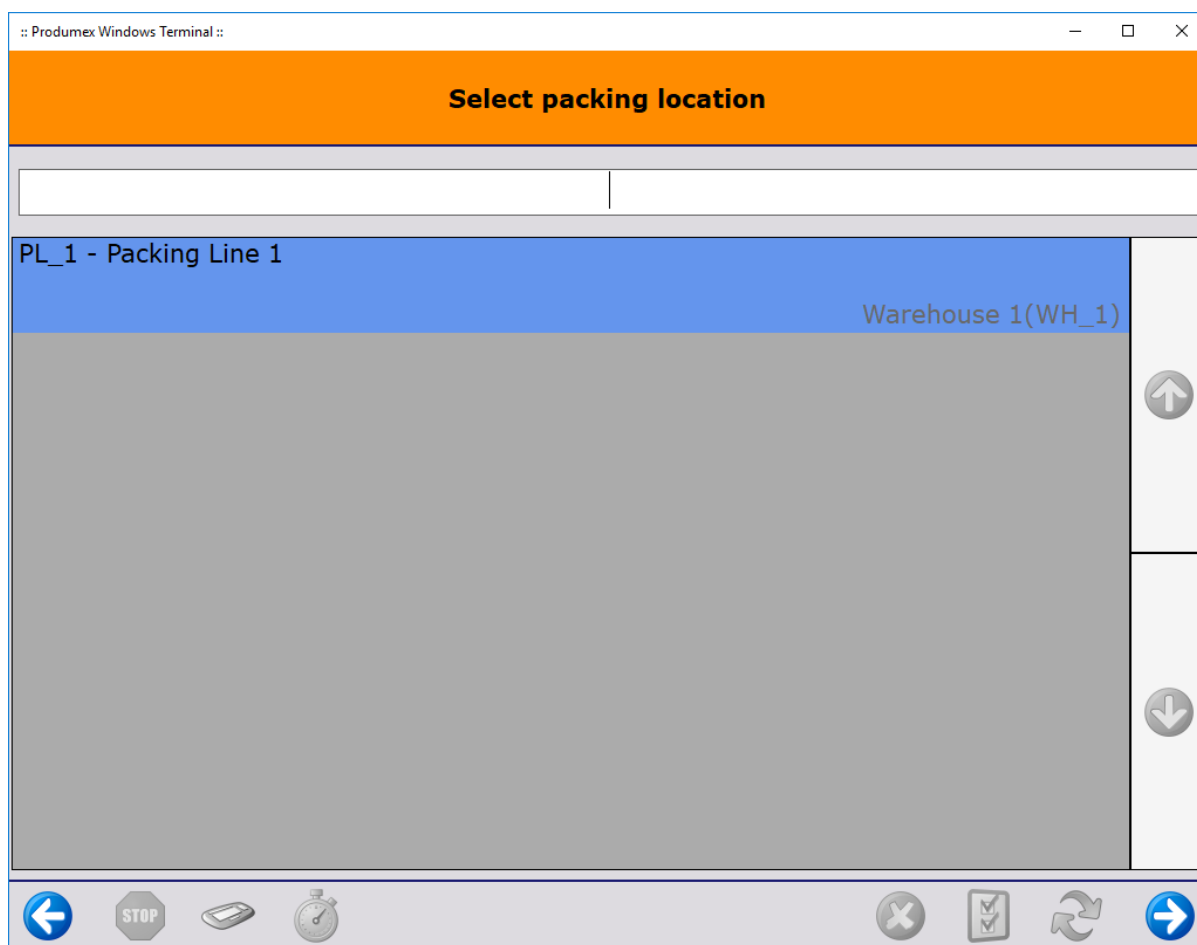 :: Produmex Windows Terminal ::
Select packing location
PL_1 - Packing Line 1
Warehouse 1(WH_1)
STOP